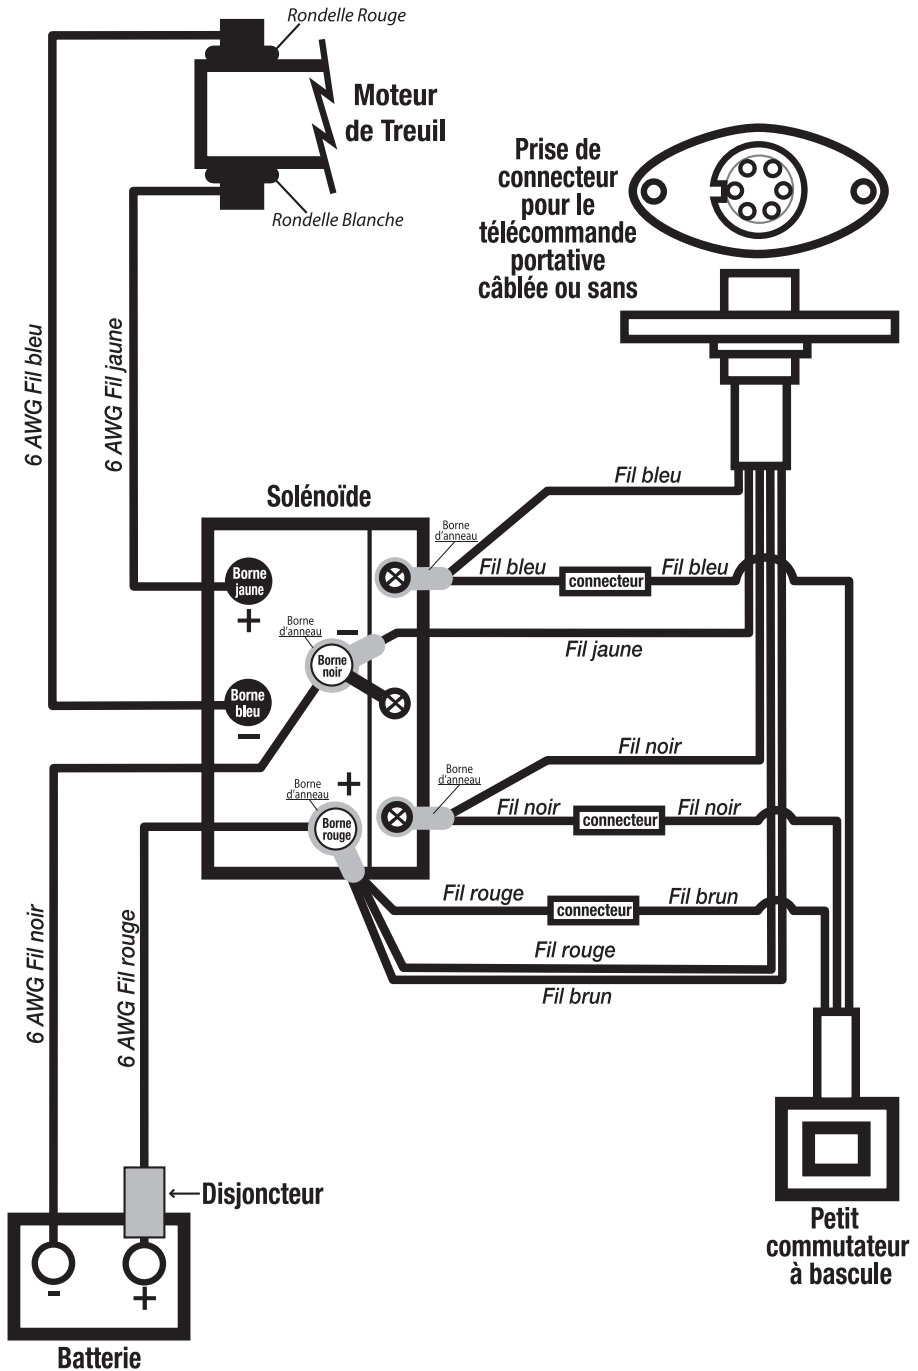 Rondelle Rouge
Moteur
de Treuil
Rondelle Blanche
Prise de
connecteur
pour le
télécommande
portative
câblée ou sans
6 AWG Fil bleu
6 AWG Fil jaune
Solénoïde
Fil bleu
Borne
d'anneau
Fil bleu
connecteur
Fil bleu
Borne
jaune
+
Borne
d'anneau
–
Fil jaune
Borne
noir
Borne
bleu
–
Fil noir
+
Borne
d'anneau
Borne
d'anneau
Fil noir
connecteur
Fil noir
Borne
rouge
Fil rouge
connecteur
Fil brun
Fil rouge
Fil brun
6 AWG Fil noir
6 AWG Fil rouge
Disjoncteur
-
+
Batterie
Petit
commutateur
à bascule